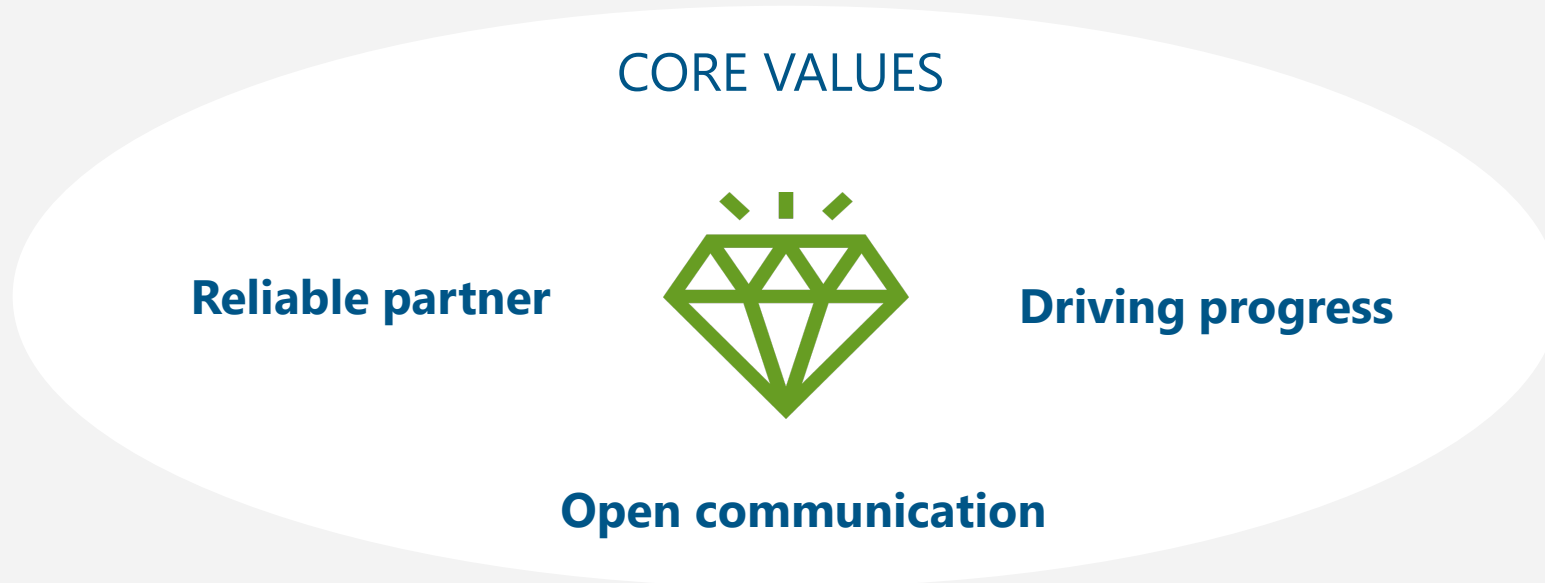 CORE VALUES
Reliable partner
Driving progress
Open communication